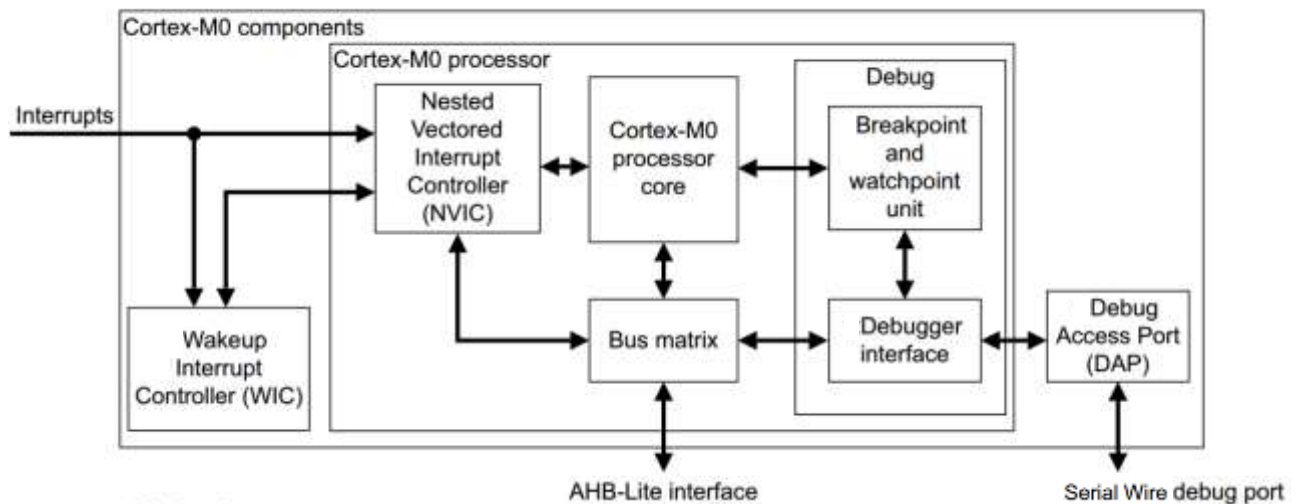 Cortex-M0 components
Cortex-M0 processor
Debug
Interrupts
Nested
Vectored
Interrupt
Controller
(NVIC)
Cortex-M0
processor
core
Breakpoint
and
watchpoint
unit
Wakeup
Interrupt
Controller (WIC)
Bus matrix
Debugger
interface
Debug
Access Port
(DAP)
AHB-Lite interface
Serial Wire debug port